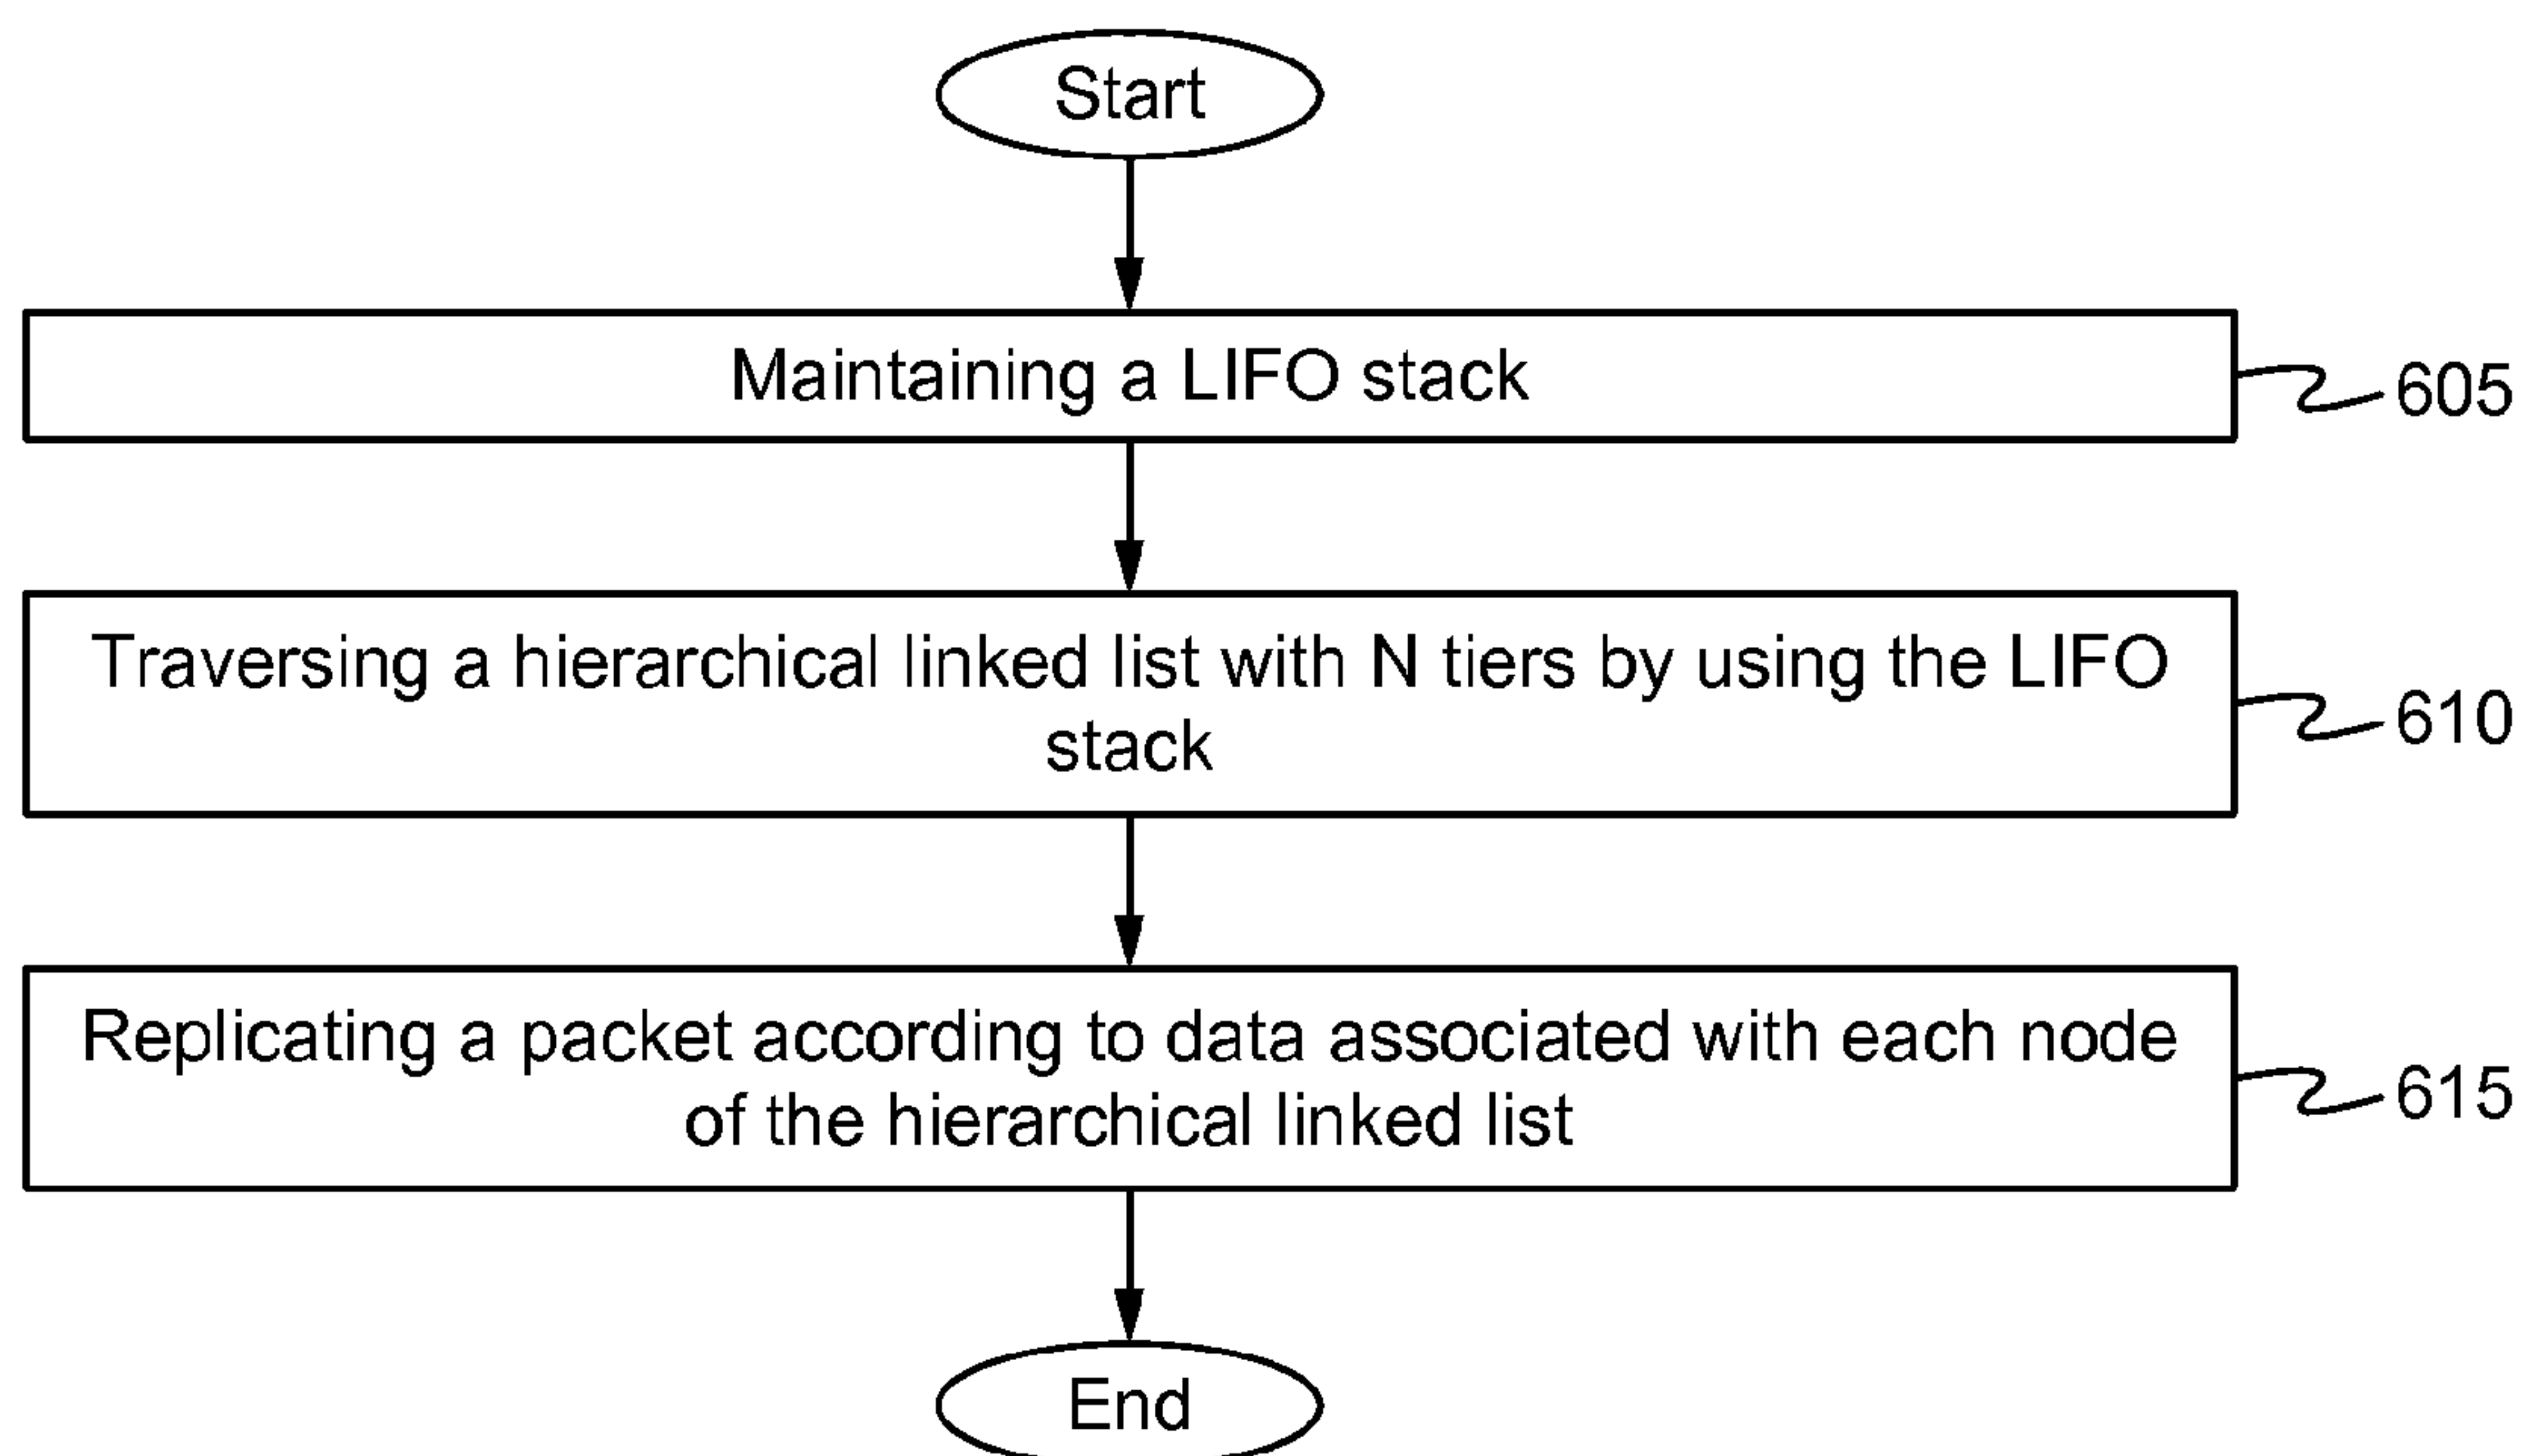 Start
Maintaining a LIFO stack
605
Traversing a hierarchical linked list with N tiers by using the LIFO
stack
610
Replicating a packet according to data associated with each node
of the hierarchical linked list
615
End